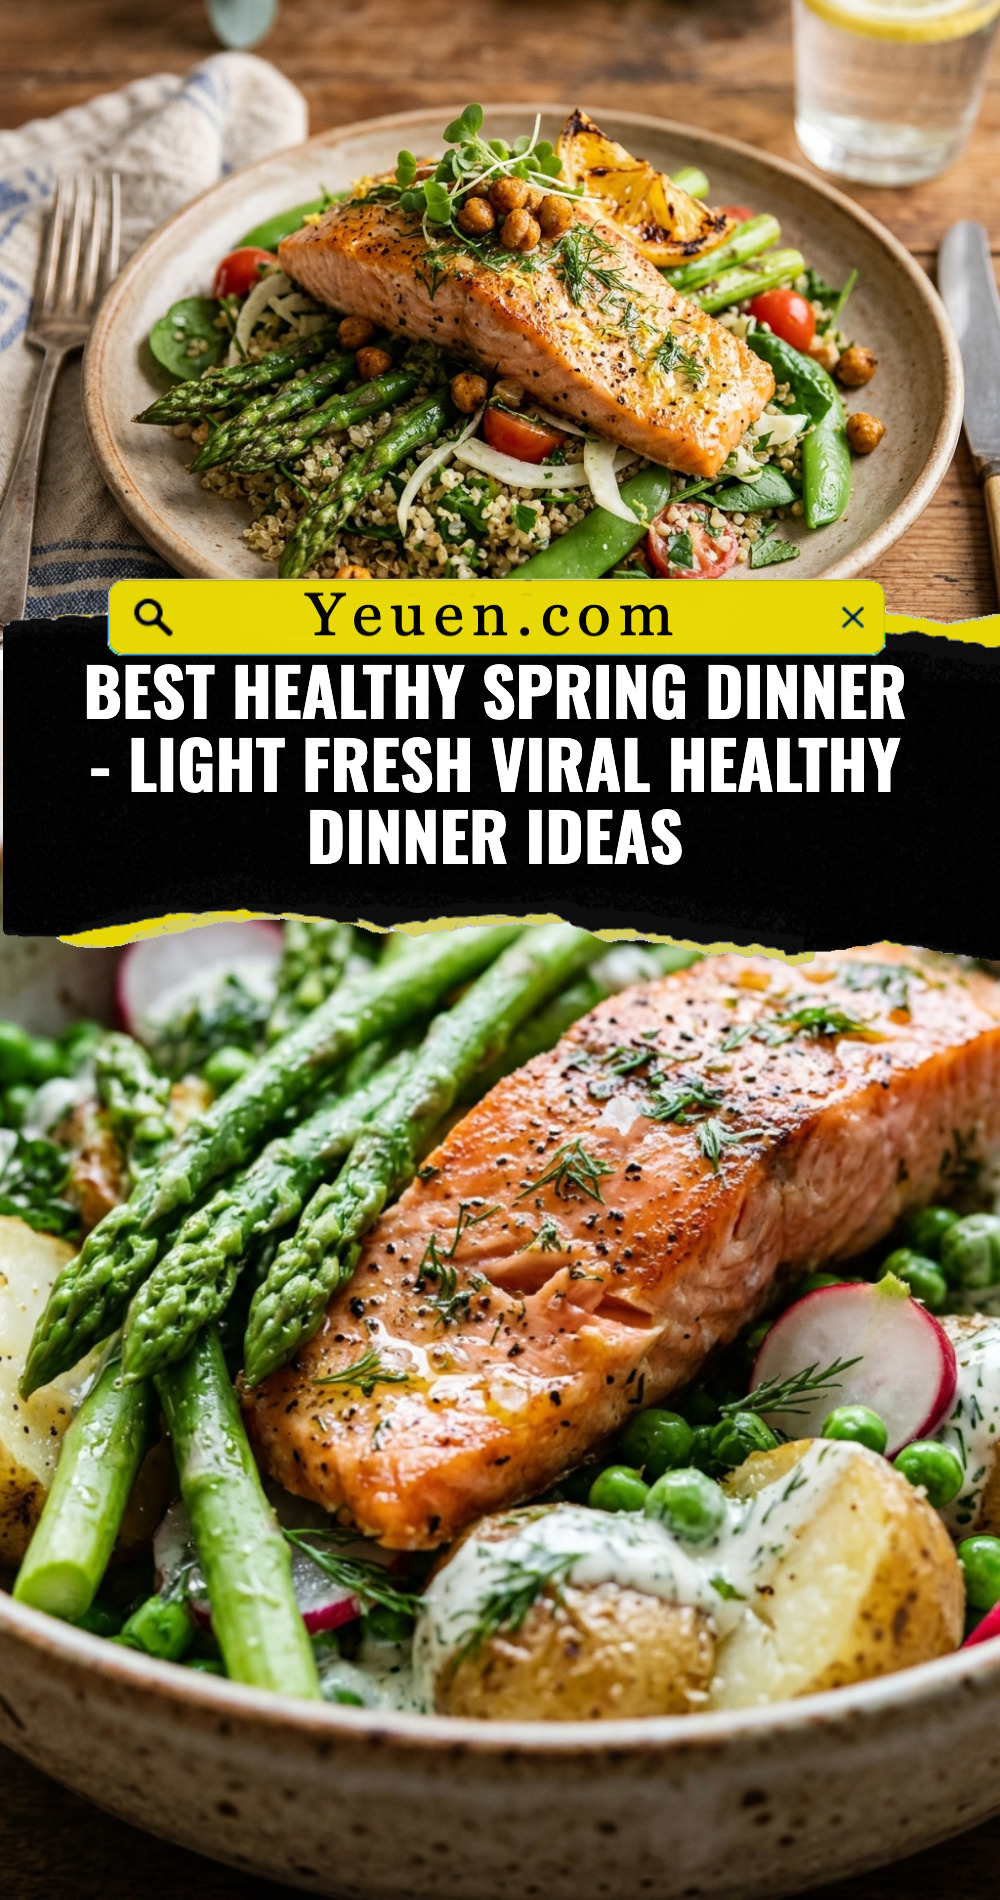 Yeuen.com
BEST HEALTHY SPRING DINNER
- LIGHT FRESH VIRAL HEALTHY
DINNER IDEAS